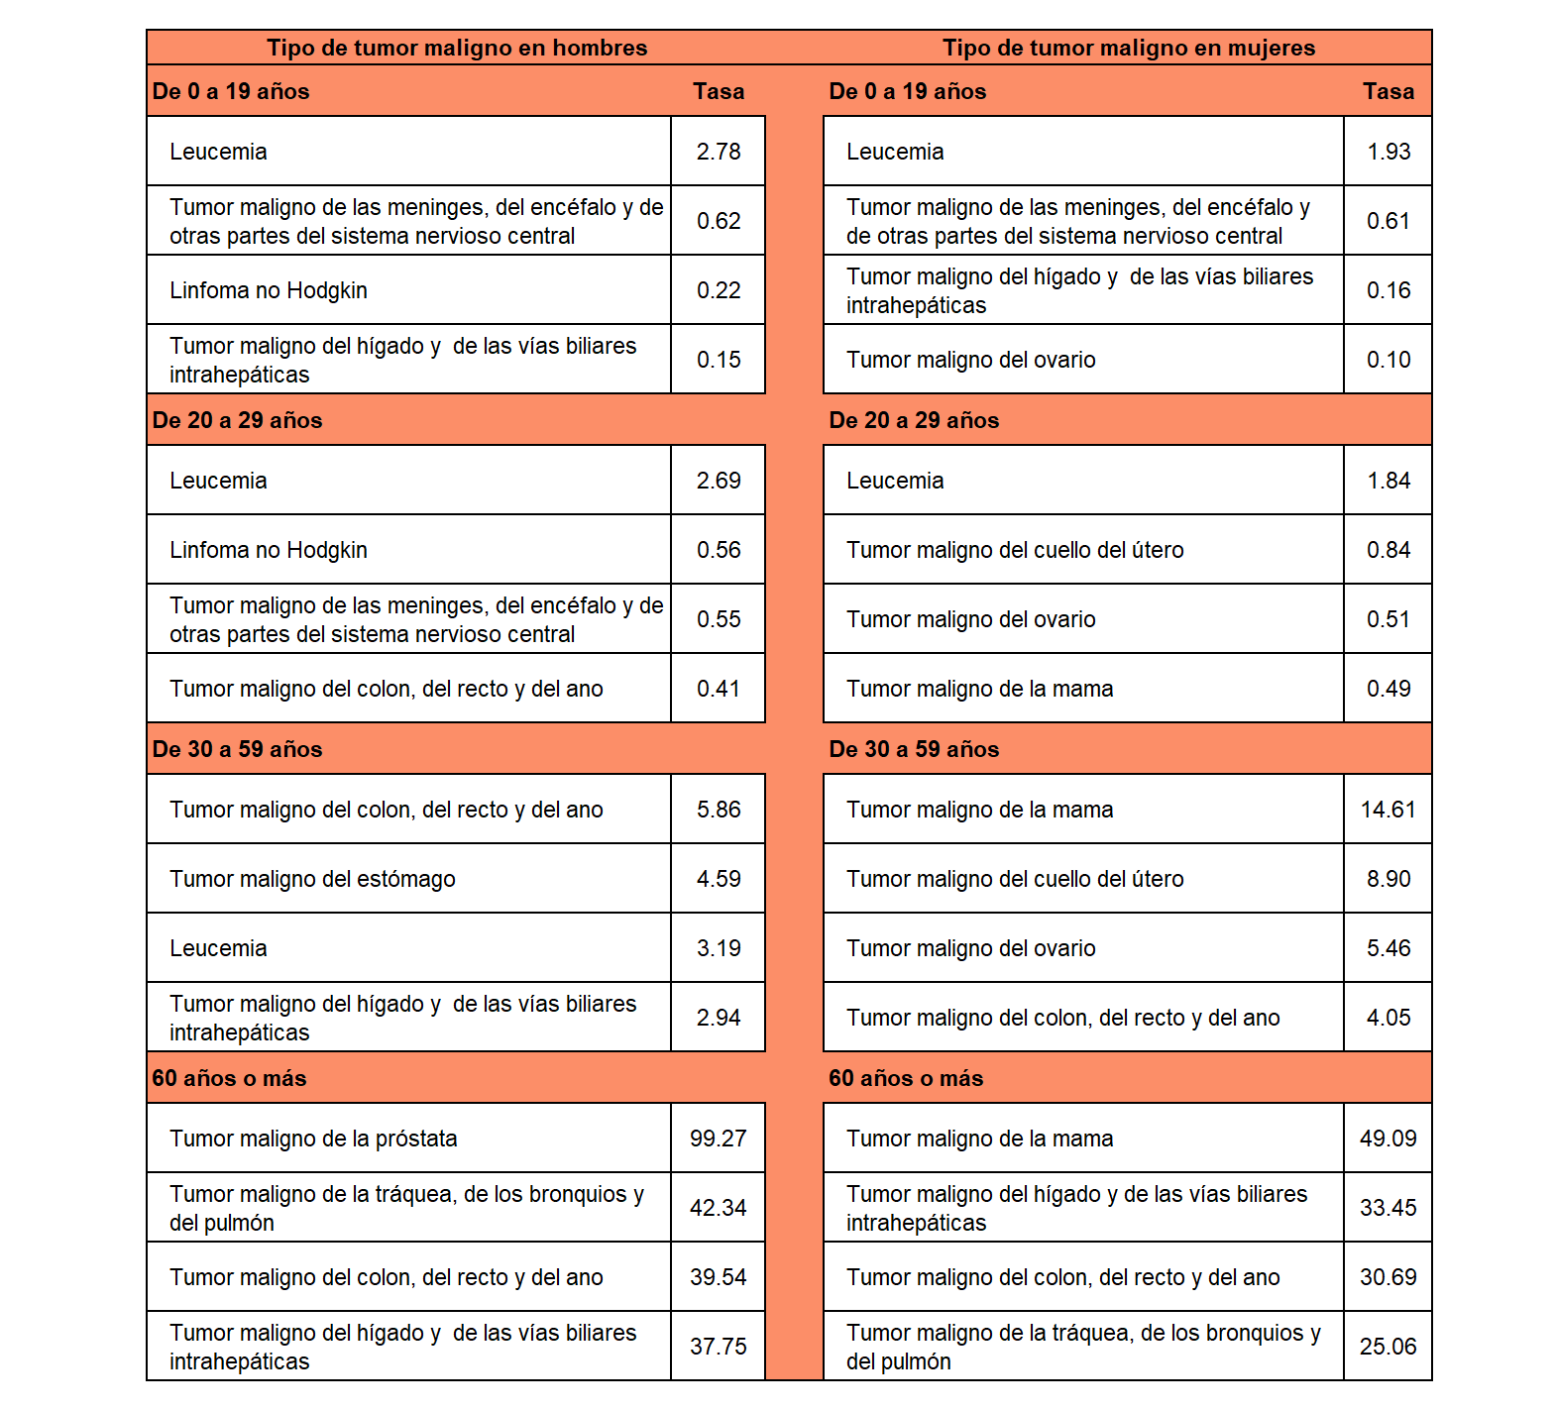 Tipo de tumor maligno en hombres Tipo de tumor maligno en mujeres
De 0 a 19 años Tasa De 0 a 19 años Tasa
Leucemia 2.78 Leucemia 1.93
Tumor maligno de las meninges, del encéfalo y de
otras partes del sistema nervioso central 0.62 Tumor maligno de las meninges, del encéfalo y
de otras partes del sistema nervioso central 0.61
Linfoma no Hodgkin 0.22 Tumor maligno del hígado y  de las vías biliares
intrahepáticas 0.16
Tumor maligno del hígado y  de las vías biliares
intrahepáticas 0.15 Tumor maligno del ovario 0.10
De 20 a 29 años De 20 a 29 años
Leucemia 2.69 Leucemia 1.84
Linfoma no Hodgkin 0.56 Tumor maligno del cuello del útero 0.84
Tumor maligno de las meninges, del encéfalo y de
otras partes del sistema nervioso central 0.55 Tumor maligno del ovario 0.51
Tumor maligno del colon, del recto y del ano 0.41 Tumor maligno de la mama 0.49
De 30 a 59 años De 30 a 59 años
Tumor maligno del colon, del recto y del ano 5.86 Tumor maligno de la mama 14.61
Tumor maligno del estómago 4.59 Tumor maligno del cuello del útero 8.90
Leucemia 3.19 Tumor maligno del ovario 5.46
Tumor maligno del hígado y  de las vías biliares
intrahepáticas 2.94 Tumor maligno del colon, del recto y del ano 4.05
60 años o más 60 años o más
Tumor maligno de la próstata 99.27 Tumor maligno de la mama 49.09
Tumor maligno de la tráquea, de los bronquios y
del pulmón 42.34 Tumor maligno del hígado y de las vías biliares
intrahepáticas 33.45
Tumor maligno del colon, del recto y del ano 39.54 Tumor maligno del colon, del recto y del ano 30.69
Tumor maligno del hígado y  de las vías biliares
intrahepáticas 37.75 Tumor maligno de la tráquea, de los bronquios y
del pulmón 25.06